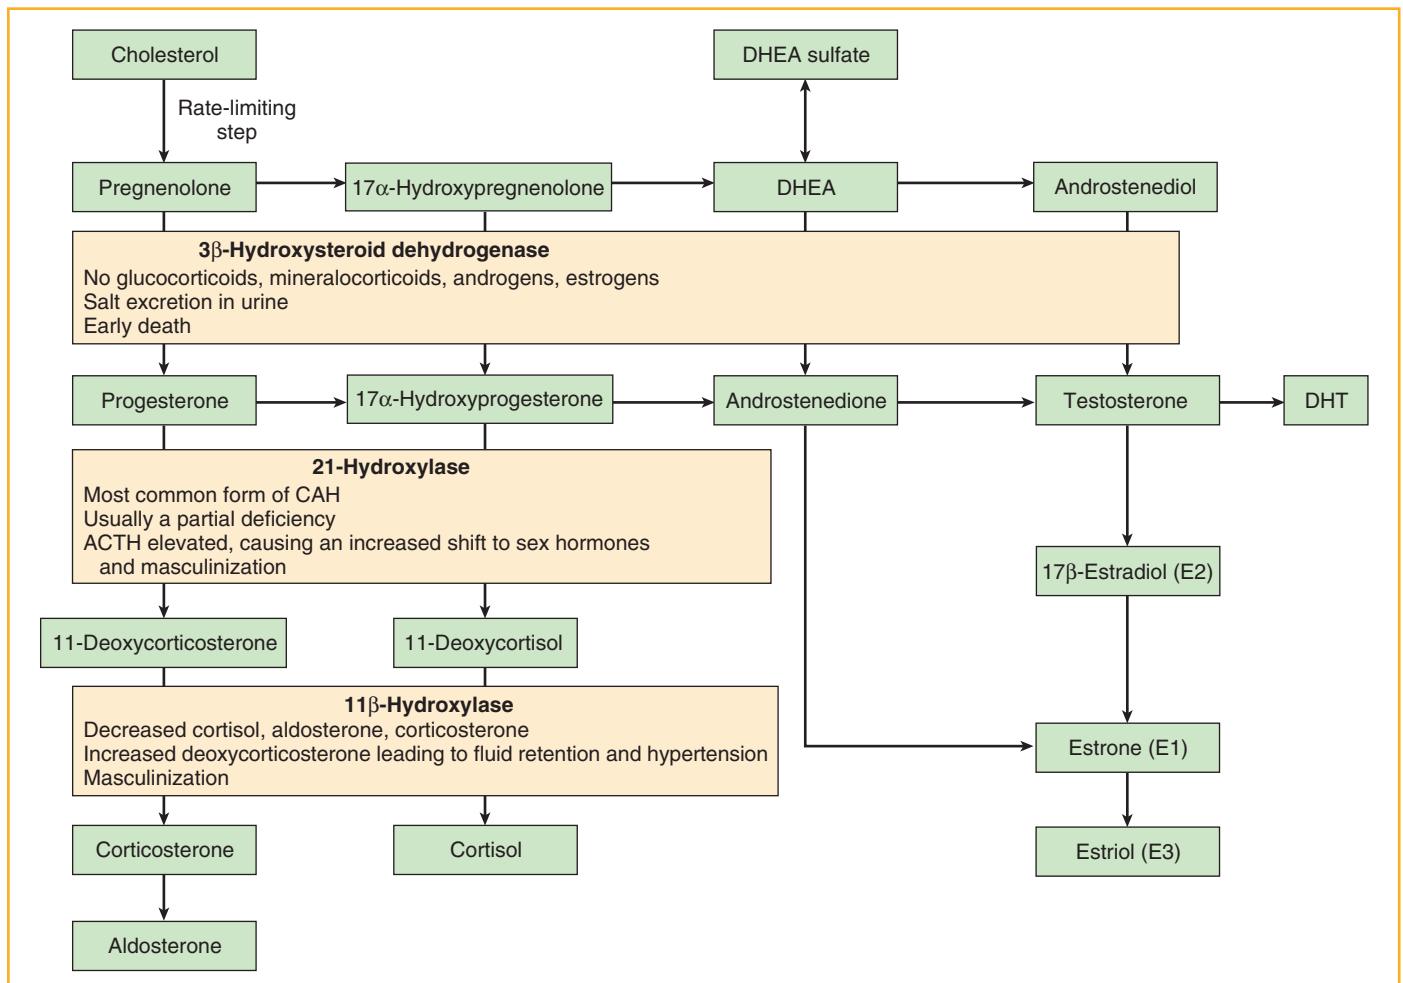 Cholesterol
DHEA sulfate
Rate-limiting
step
Pregnenolone
17α-Hydroxypregnenolone
DHEA
Androstenediol
3β-Hydroxysteroid dehydrogenase
No glucocorticoids, mineralocorticoids, androgens, estrogens
Salt excretion in urine
Early death
Progesterone
17α-Hydroxyprogesterone
Androstenedione
Testosterone
DHT
21-Hydroxylase
Most common form of CAH
Usually a partial deficiency
ACTH elevated, causing an increased shift to sex hormones
and masculinization
17β-Estradiol (E2)
11-Deoxycorticosterone
11-Deoxycortisol
11β-Hydroxylase
Decreased cortisol, aldosterone, corticosterone
Increased deoxycorticosterone leading to fluid retention and hypertension
Masculinization
Estrone (E1)
Corticosterone
Cortisol
Estriol (E3)
Aldosterone